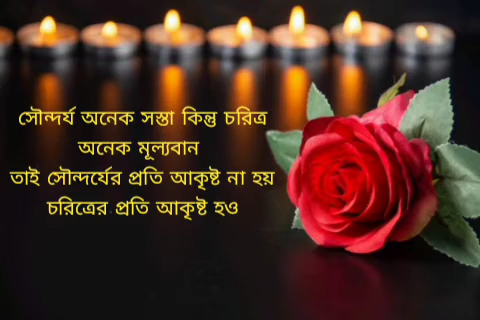 সৌন্দর্য অনেক সস্তা কিন্তু চরিত্র
অনেক মূল্যবান
তাই সৌন্দর্যের প্রতি আকৃষ্ট না হয়
চরিত্রের প্রতি আকৃষ্ট হও